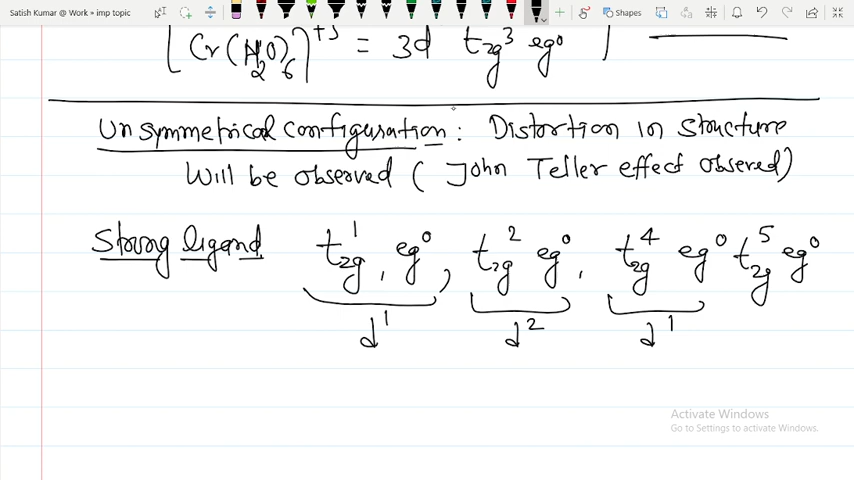 Satish Kumar @ Work » imp topic
Shapes
[Cr(H2O)6]+3 = 3d t2g3 eg0]
Unsymmetrical configuration : Distortion in structure
Will be observed ( John Teller effect observed)
Strong ligand t2g1, eg0, t2g2 eg0, t2g4 eg0 t2g5 eg0
d1 d2 d1
Activate Windows
Go to Settings to activate Windows.